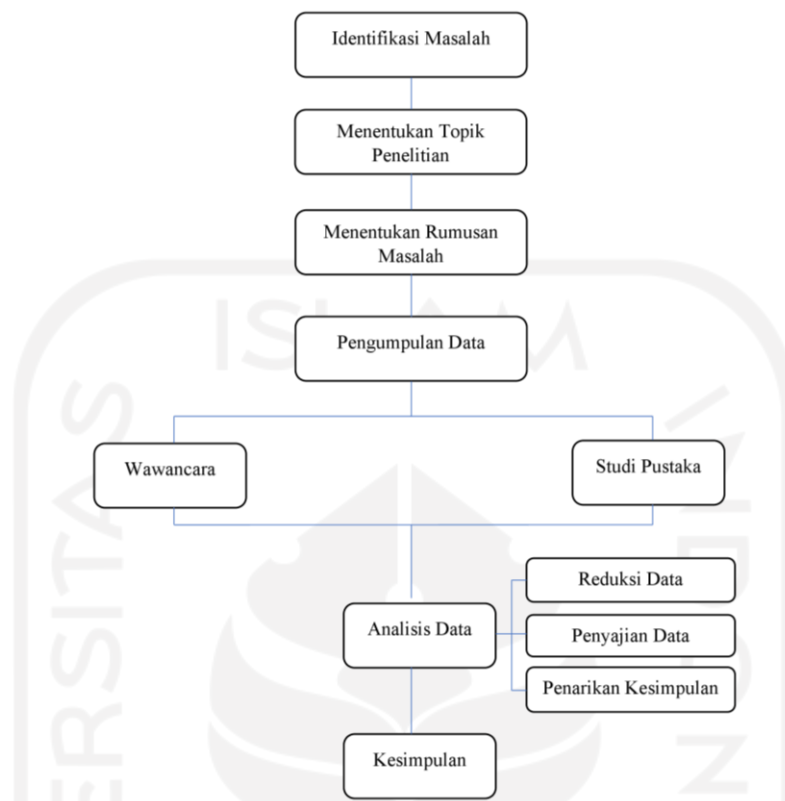 Identifikasi Masalah
Menentukan Topik
Penelitian
Menentukan Rumusan
Masalah
ISLAM
Pengumpulan Data
Wawancara
Studi Pustaka
Reduksi Data
Analisis Data
Penyajian Data
Penarikan Kesimpulan
Kesimpulan